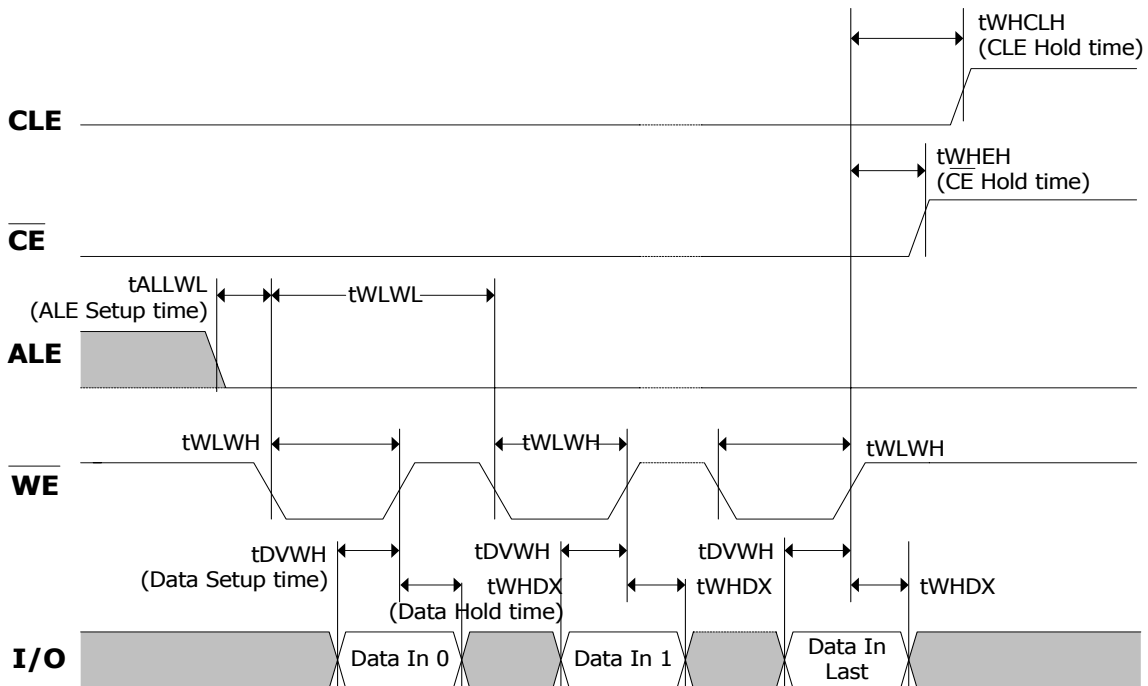 tWHCLH
(CLE Hold time)
CLE
tWHEH
(CE Hold time)
CE
tALLWL
(ALE Setup time)
tWLWL
ALE
tWLWH
tWLWH
tWLWH
WE
tDVWH
(Data Setup time)
tDVWH
tDVWH
tWHDX
(Data Hold time)
tWHDX
tWHDX
I/O
Data In 0
Data In 1
Data In
Last